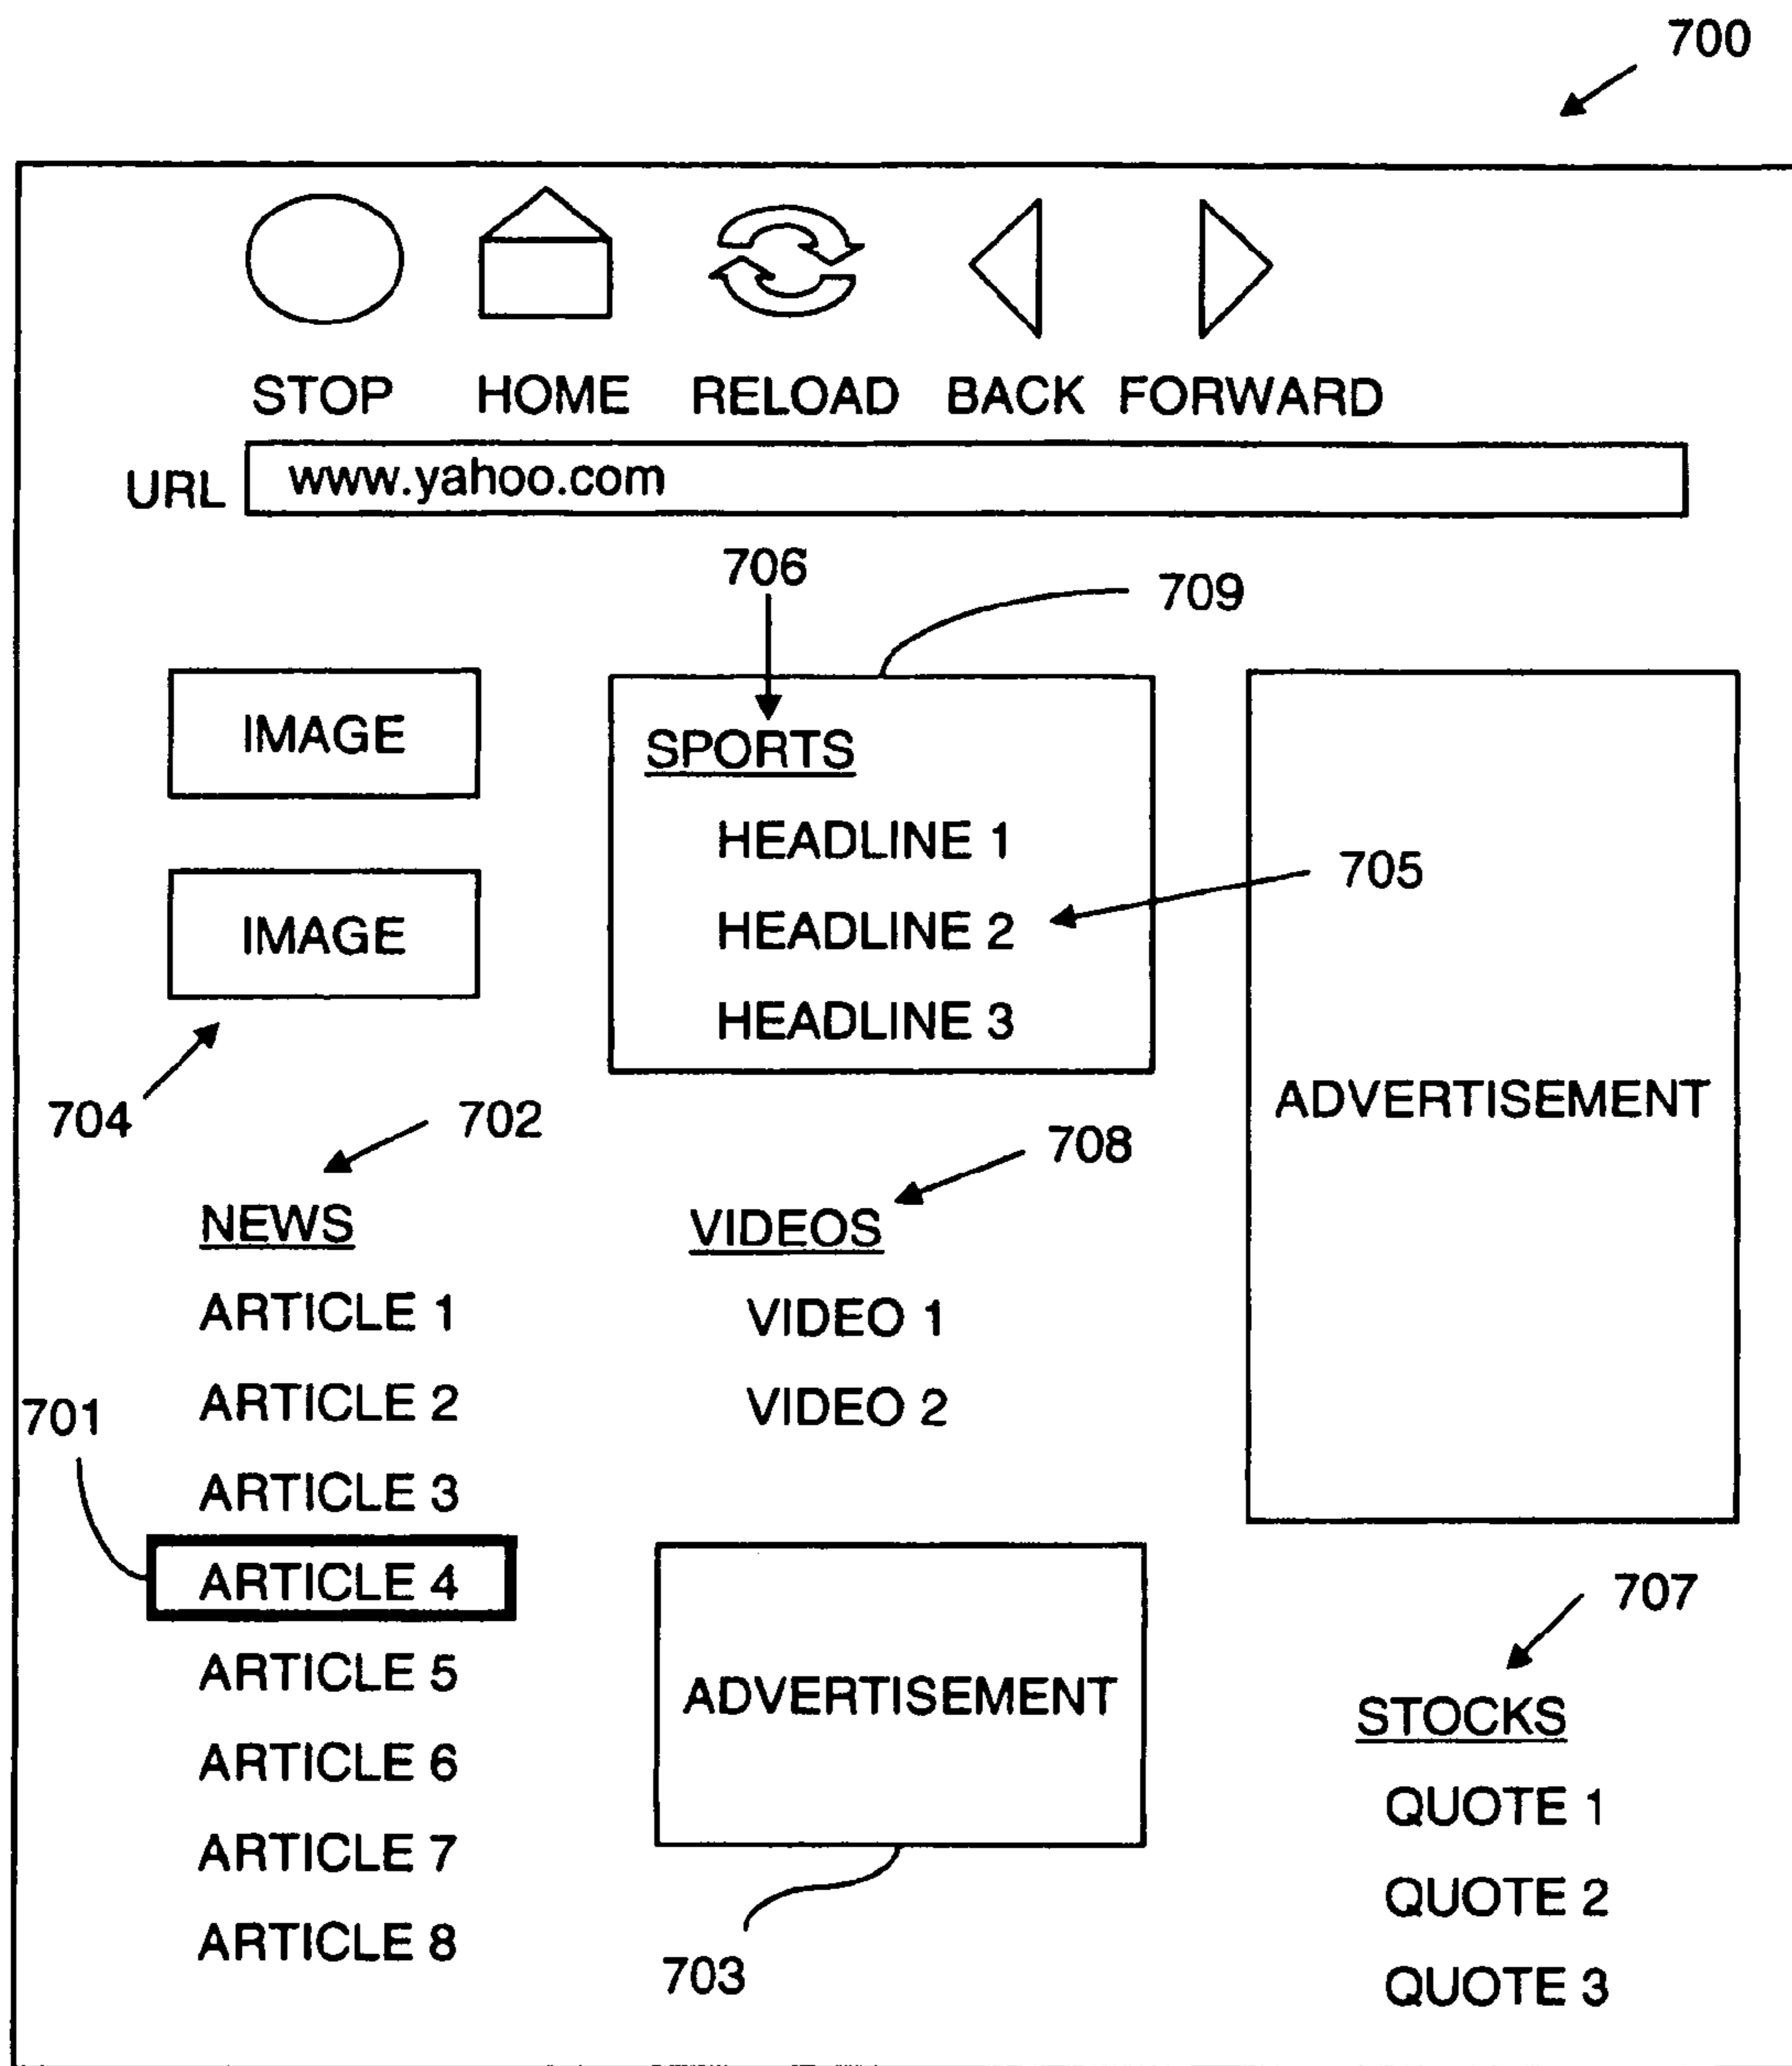 700
STOP HOME RELOAD BACK FORWARD
URL www.yahoo.com
706
709
IMAGE
IMAGE
704
SPORTS
HEADLINE 1
HEADLINE 2
HEADLINE 3
705
ADVERTISEMENT
702
NEWS
ARTICLE 1
ARTICLE 2
ARTICLE 3
ARTICLE 4
ARTICLE 5
ARTICLE 6
ARTICLE 7
ARTICLE 8
701
708
VIDEOS
VIDEO 1
VIDEO 2
ADVERTISEMENT
703
707
STOCKS
QUOTE 1
QUOTE 2
QUOTE 3